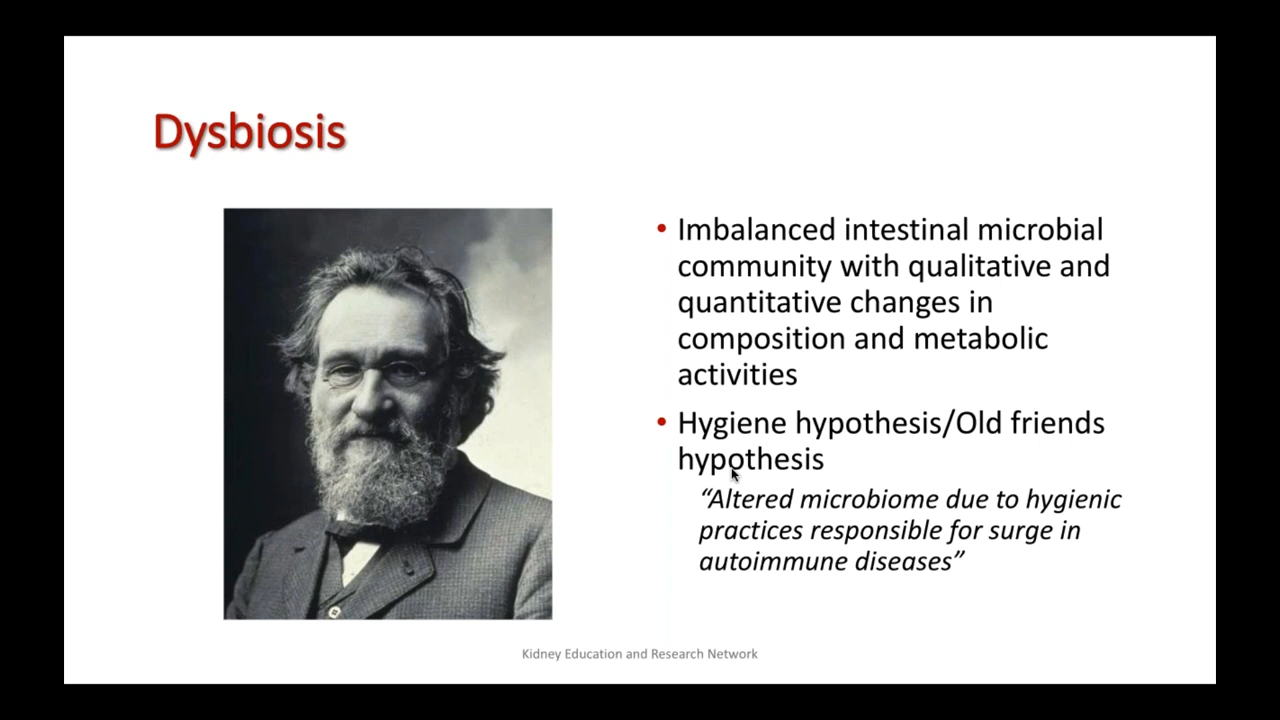 Dysbiosis
• Imbalanced intestinal microbial
community with qualitative and
quantitative changes in
composition and metabolic
activities
• Hygiene hypothesis/Old friends
hypothesis
“Altered microbiome due to hygienic
practices responsible for surge in
autoimmune diseases”
Kidney Education and Research Network